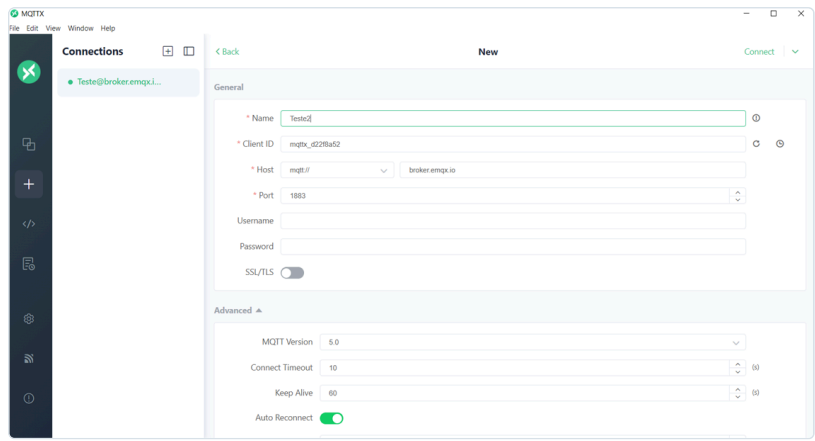 MQTTX
File Edit View Window Help
Connections
Back
New
Connect
Teste@broker.emqx.i...
General
* Name Teste2
* Client ID mqttx_d22f8a52
* Host mqtt:// broker.emqx.io
* Port 1883
Username
Password
SSL/TLS
Advanced
MQTT Version 5.0
Connect Timeout 10 (s)
Keep Alive 60 (s)
Auto Reconnect